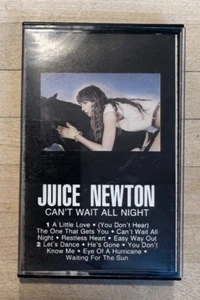 JUICE NEWTON
CAN'T WAIT ALL NIGHT
1 A Little Love • (You Don't Hear)
The One That Gets You • Can't Wait All
Night • Restless Heart • Easy Way Out
2 Let's Dance • He's Gone • You Don't
Know Me • Eye Of A Hurricane •
Waiting For The Sun